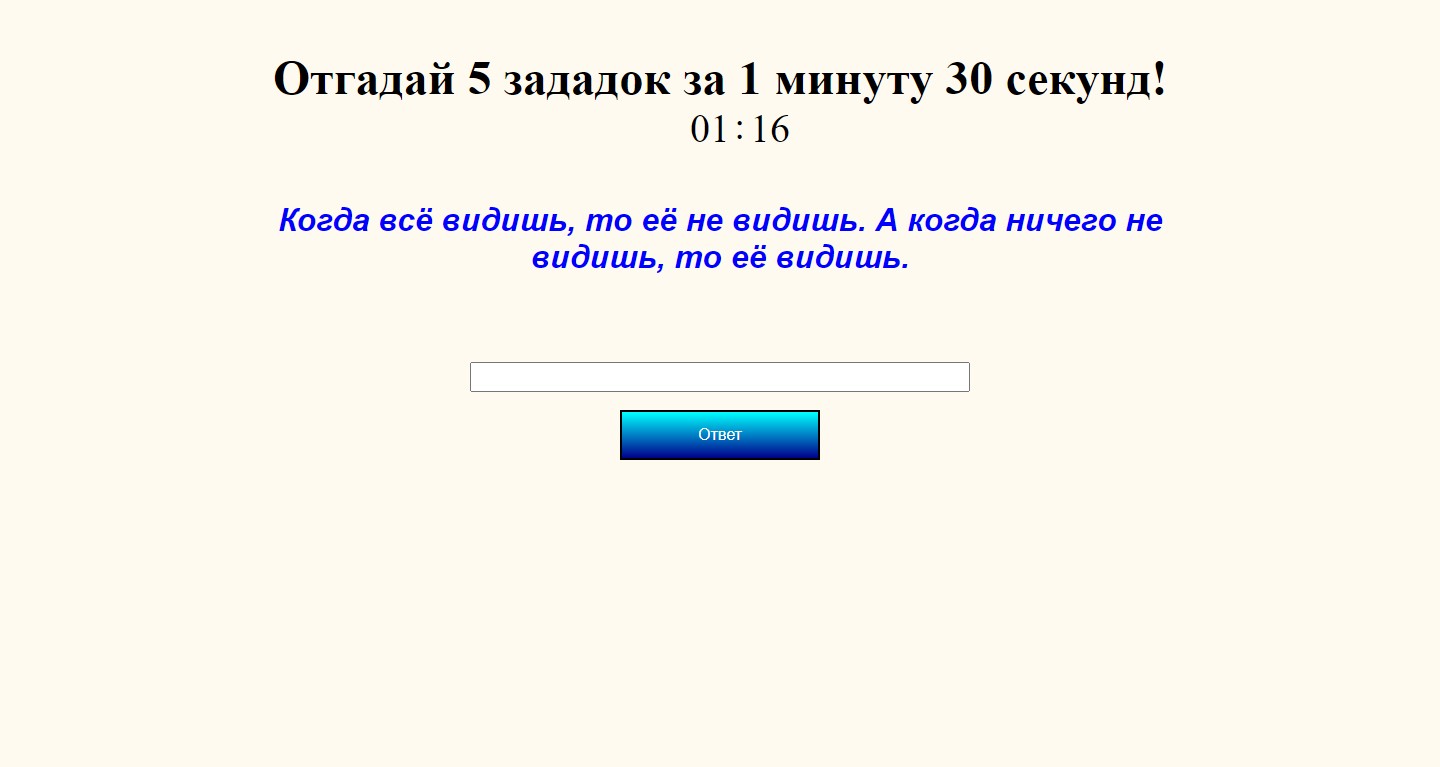 Отгадай 5 зададок за 1 минуту 30 секунд!
01:16
Когда всё видишь, то её не видишь. А когда ничего не
видишь, то её видишь.
Ответ